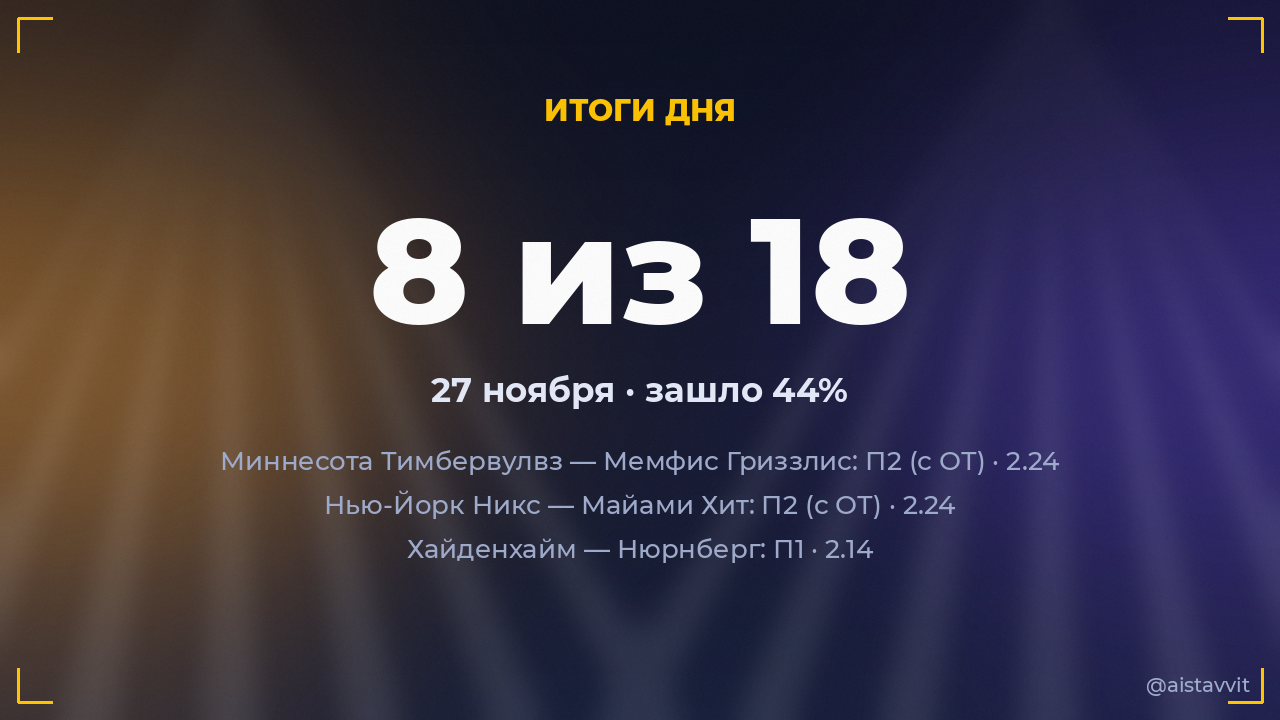 ИТОГИ ДНЯ
8 из 18
27 ноября · зашло 44%
Миннесота Тимбервулвз — Мемфис Гриззлис: П2 (с ОТ) · 2.24
Нью-Йорк Никс — Майами Хит: П2 (с ОТ) · 2.24
Хайденхайм — Нюрнберг: П1 · 2.14
@aistavvit